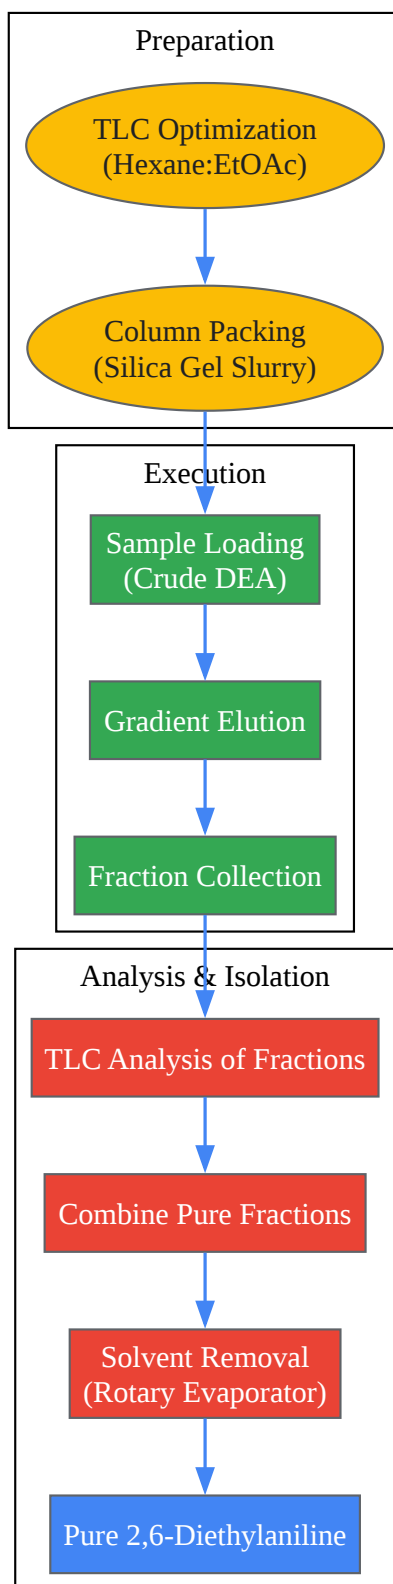 Preparation
TLC Optimization
(Hexane:EtOAc)
Column Packing
(Silica Gel Slurry)
Execution
Sample Loading
(Crude DEA)
Gradient Elution
Fraction Collection
Analysis & Isolation
TLC Analysis of Fractions
Combine Pure Fractions
Solvent Removal
(Rotary Evaporator)
Pure 2,6-Diethylaniline